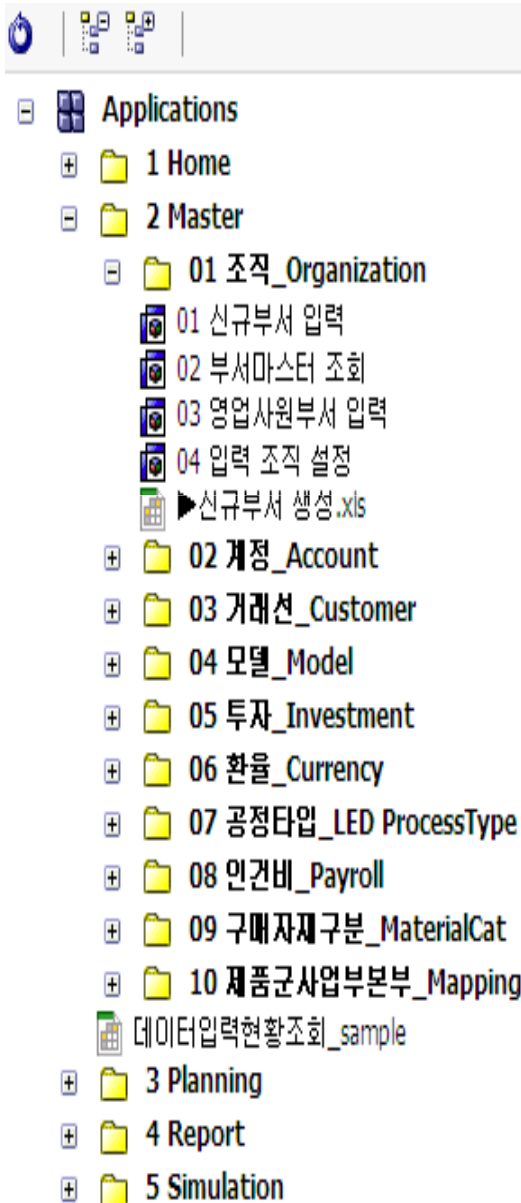 Applications
1 Home
2 Master
01 조직_Organization
01 신규부서 입력
02 부서마스터 조회
03 영업사원부서 입력
04 입력 조직 설정
▶신규부서 생성.xls
02 계정_Account
03 거래선_Customer
04 모델_Model
05 투자_Investment
06 환율_Currency
07 공정타입_LED ProcessType
08 인건비_Payroll
09 구매자재구분_MaterialCat
10 제품군사업부본부_Mapping
데이터입력현황조회_sample
3 Planning
4 Report
5 Simulation